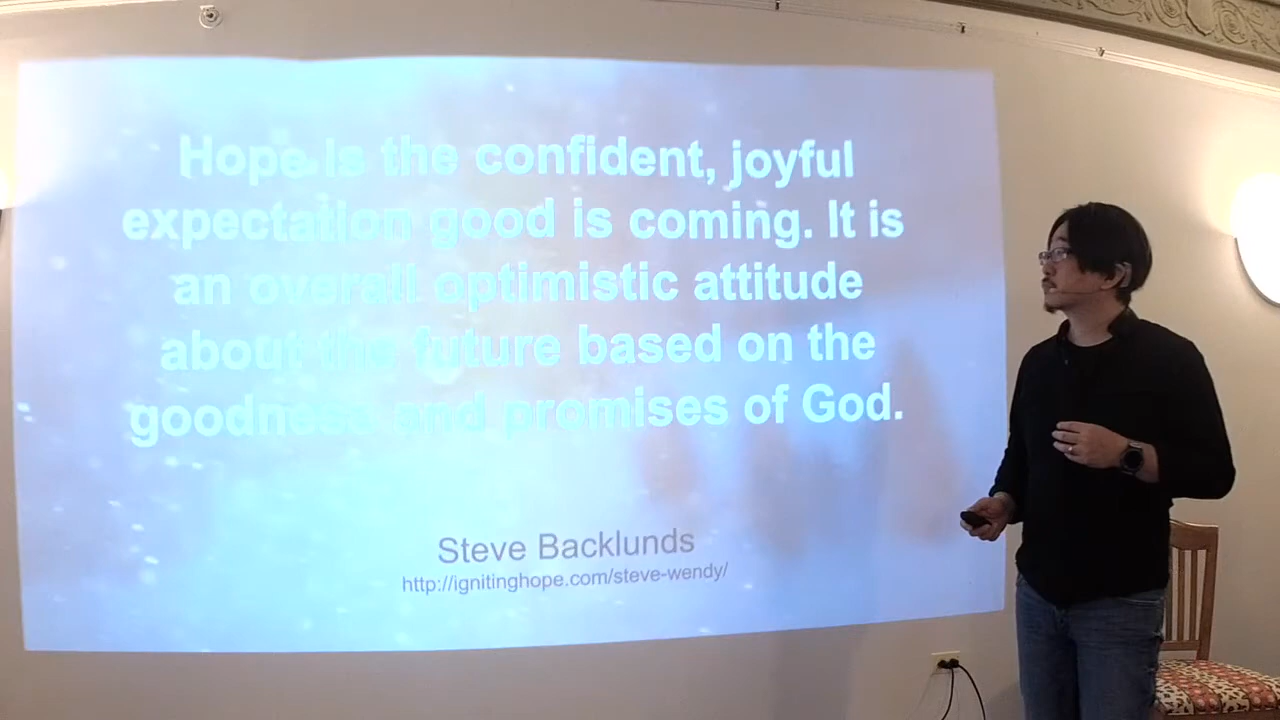 Hope is the confident, joyful
expectation good is coming. It is
an overall optimistic attitude
about the future based on the
goodness and promises of God.
Steve Backlunds
http://ignitinghope.com/steve-wendy/